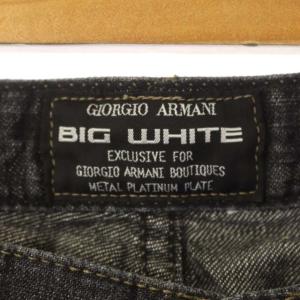 GIORGIO ARMANI
BIG WHITE
EXCLUSIVE FOR
GIORGIO ARMANI BOUTIQUES
METAL PLATINUM PLATE